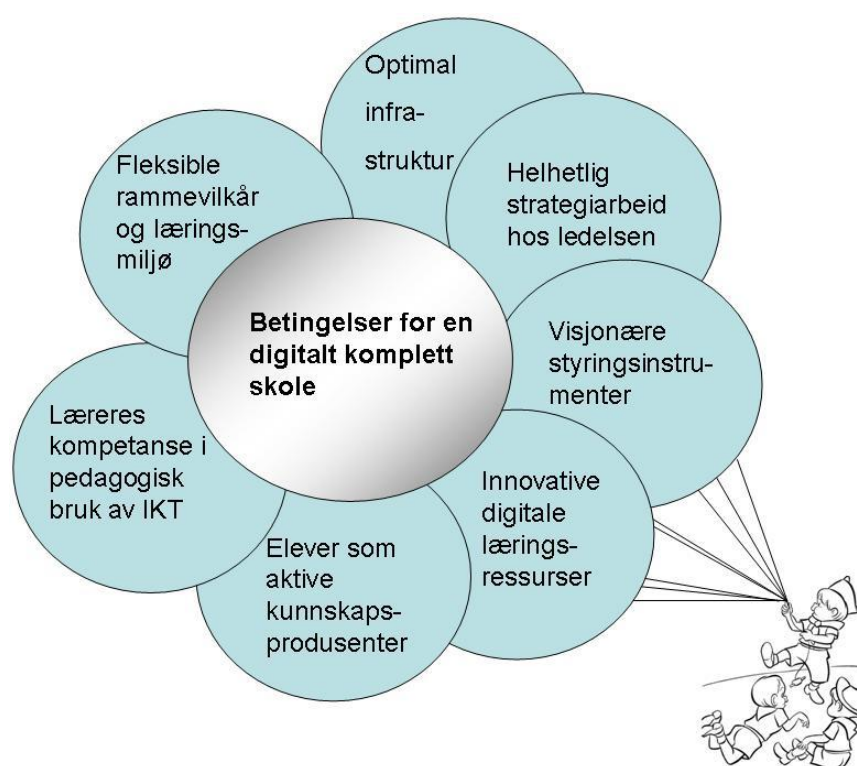 Betingelser for en
digitalt komplett
skole
Optimal
infra-
struktur
Helhetlig
strategiarbeid
hos ledelsen
Visjonære
styringsinstru-
menter
Innovative
digitale
lærings-
ressurser
Elever som
aktive
kunnskaps-
produsenter
Læreres
kompetanse i
pedagogisk
bruk av IKT
Fleksible
rammevilkår
og lærings-
miljø